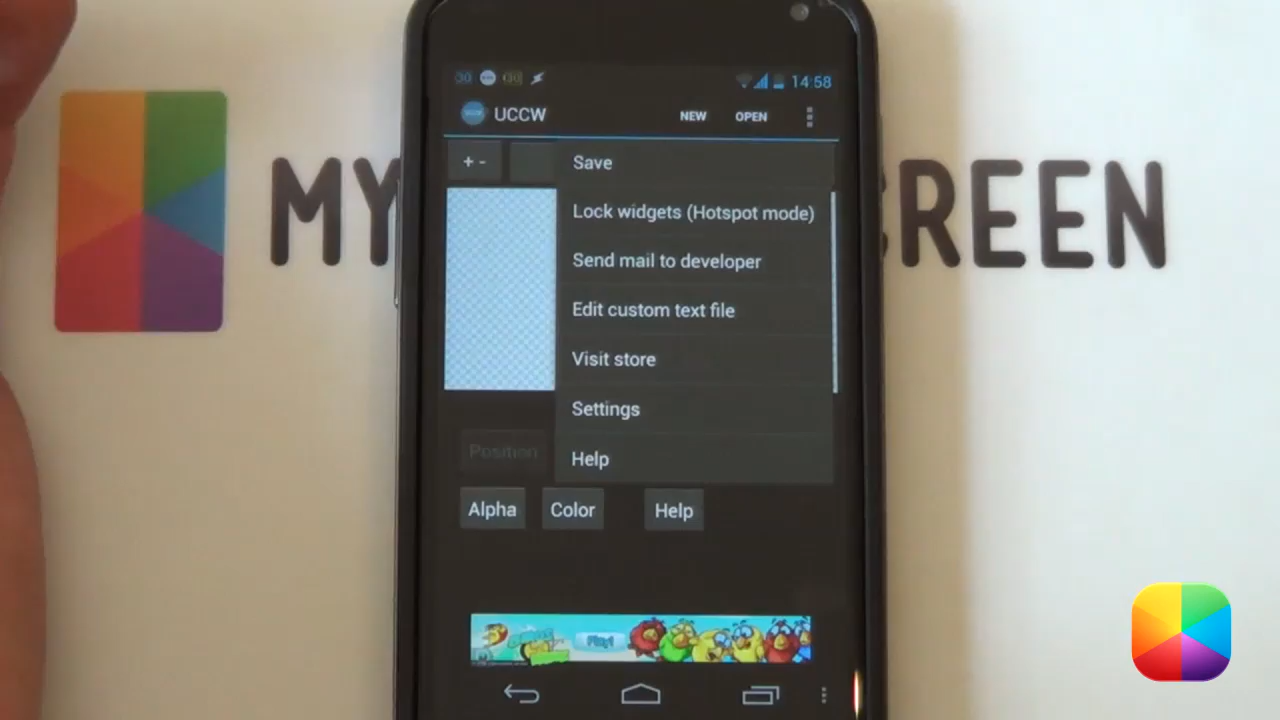 14:58
UCCW
NEW
OPEN
+ -
Save
MY
REEN
Lock widgets (Hotspot mode)
Send mail to developer
Edit custom text file
Visit store
Settings
Position
Help
Alpha
Color
Help
Play!